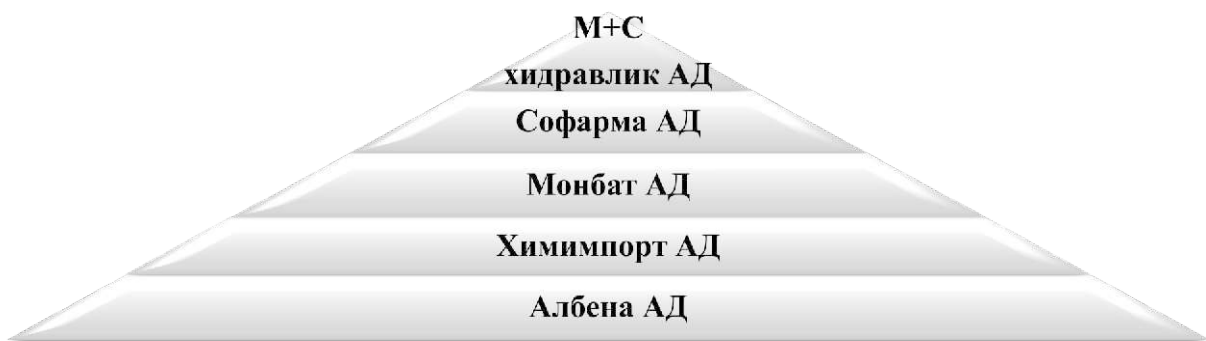 М+С
хидравлик АД
Софарма АД
Монбат АД
Химимпорт АД
Албена АД